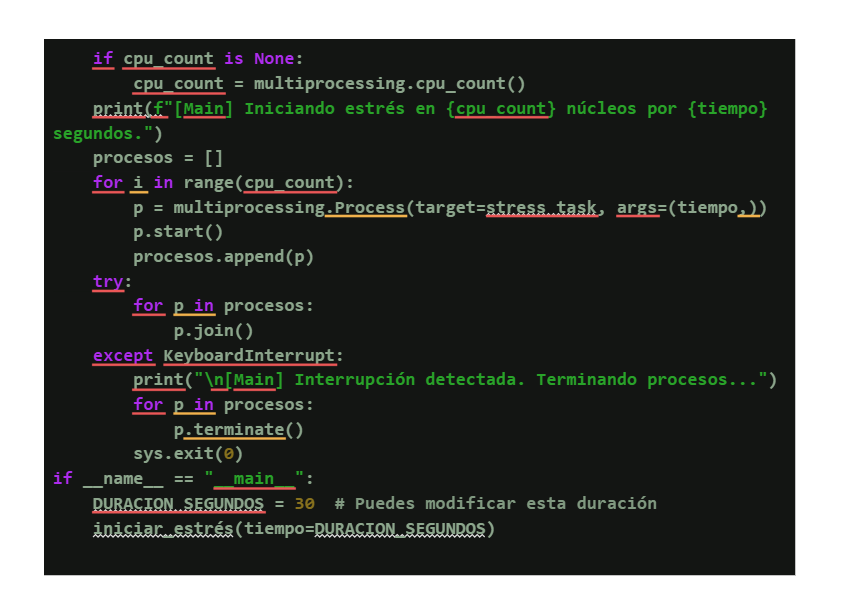 if cpu_count is None:
cpu_count = multiprocessing.cpu_count()
print(f"[Main] Iniciando estrés en {cpu_count} núcleos por {tiempo}
segundos.")
procesos = []
for i in range(cpu_count):
p = multiprocessing.Process(target=stress_task, args=(tiempo,))
p.start()
procesos.append(p)
try:
for p in procesos:
p.join()
except KeyboardInterrupt:
print("\n[Main] Interrupción detectada. Terminando procesos...")
for p in procesos:
p.terminate()
sys.exit(0)
if __name__ == "__main__":
DURACION_SEGUNDOS = 30  # Puedes modificar esta duración
iniciar_estrés(tiempo=DURACION_SEGUNDOS)